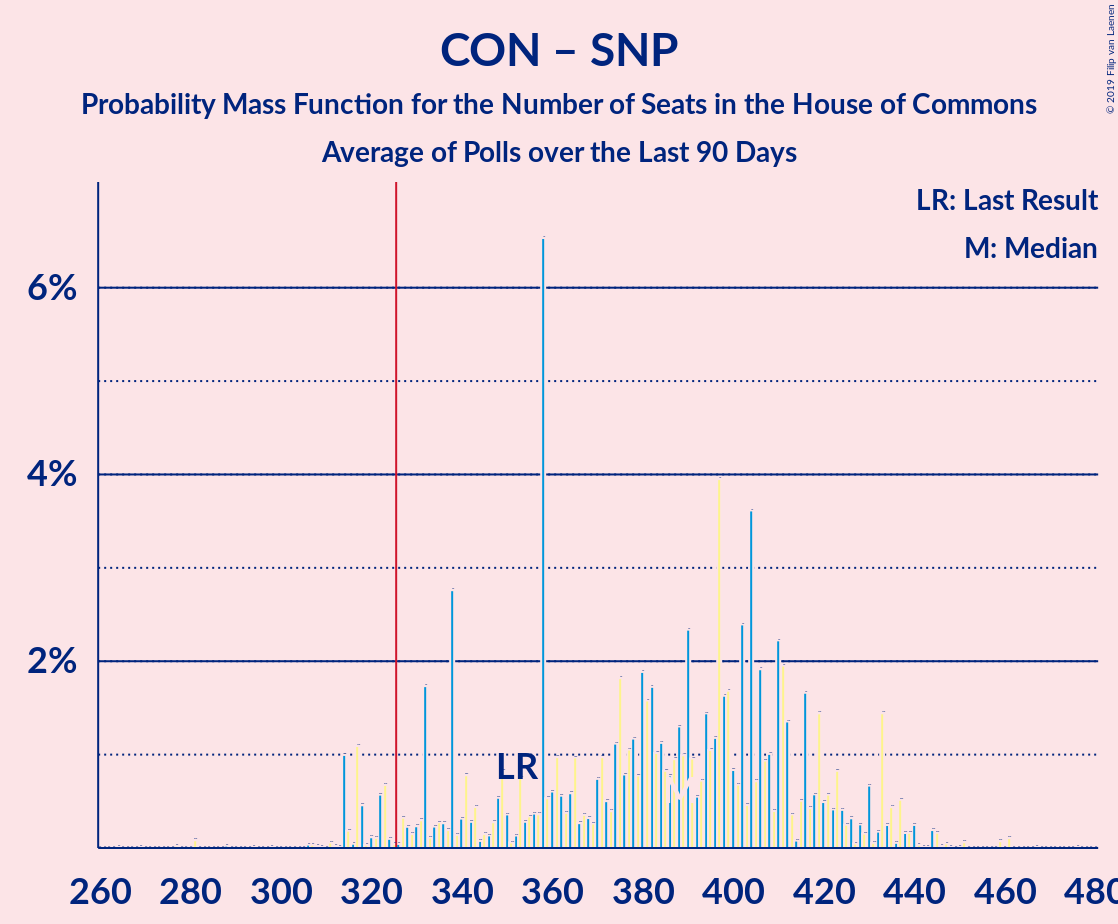 CON – SNP
Probability Mass Function for the Number of Seats in the House of Commons
Average of Polls over the Last 90 Days
© 2019 Filip van Laenen
LR: Last Result
M: Median
6%
4%
2%
LR
260 280 300 320 340 360 380 400 420 440 460 480